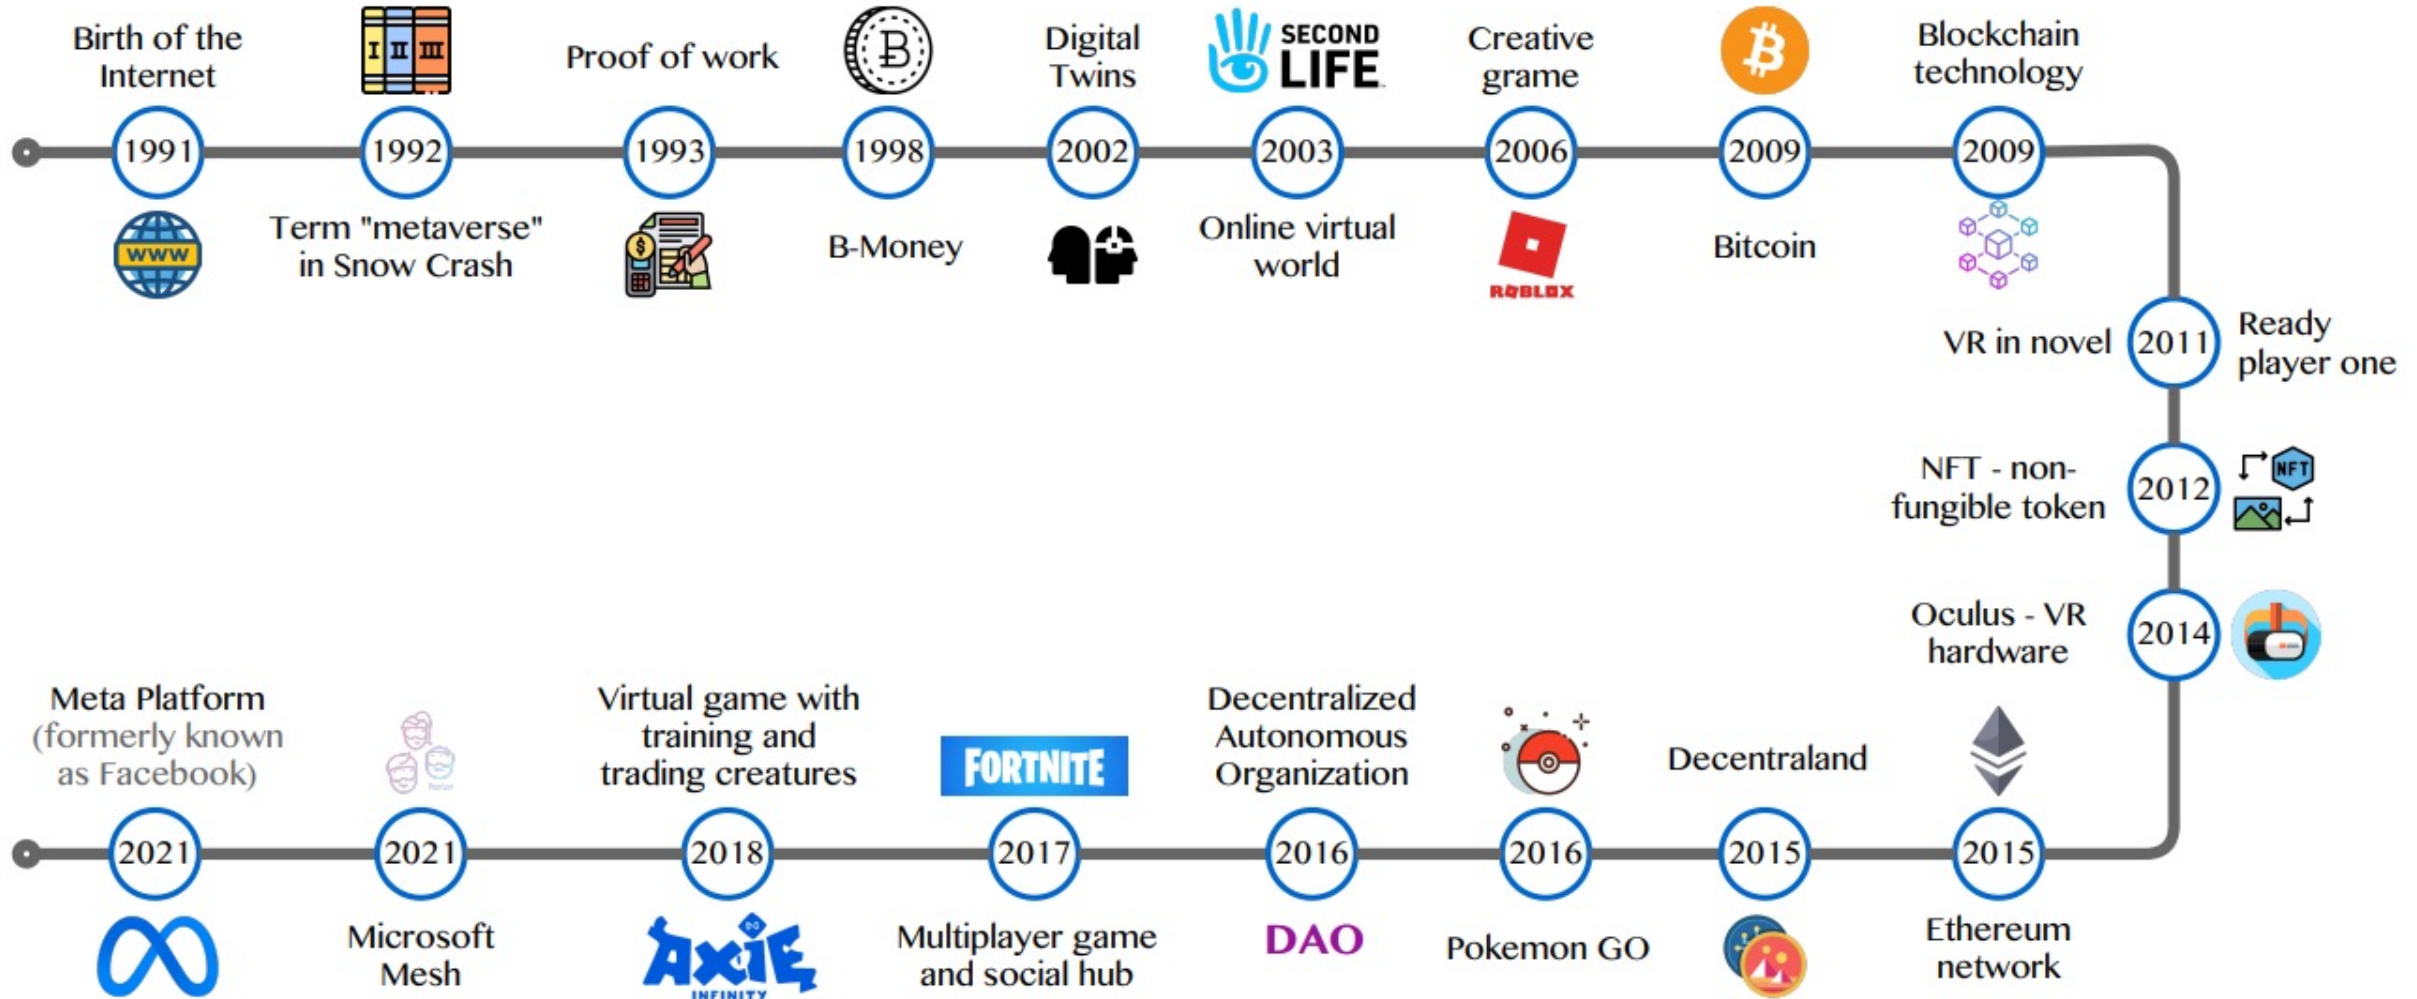 Birth of the
Internet
1991
WWW
I II III
1992
Term "metaverse"
in Snow Crash
Proof of work
1993
$
B
1998
B-Money
Digital
Twins
2002
SECOND
LIFE
2003
Online virtual
world
Creative
grame
2006
ROBLOX
B
2009
Bitcoin
Blockchain
technology
2009
VR in novel
2011
Ready
player one
NFT - non-
fungible token
2012
NFT
Oculus - VR
hardware
2014
2015
Ethereum
network
Decentraland
2015
2016
Pokemon GO
Decentralized
Autonomous
Organization
2016
DAO
FORTNITE
2017
Multiplayer game
and social hub
Virtual game with
training and
trading creatures
2018
AXIE
INFINITY
2021
Microsoft
Mesh
Meta Platform
(formerly known
as Facebook)
2021